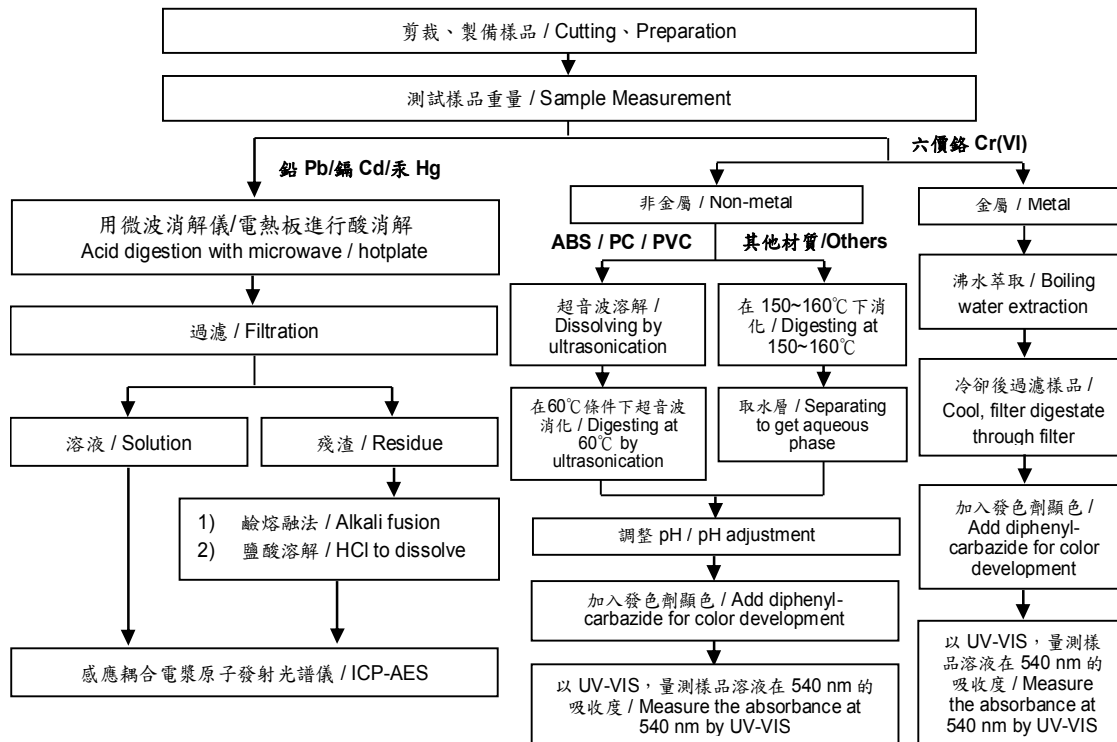 剪裁、製備樣品 / Cutting、Preparation
測試樣品重量 / Sample Measurement
鉛 Pb/鎘 Cd/汞 Hg
六價鉻 Cr(VI)
用微波消解儀/電熱板進行酸消解
Acid digestion with microwave / hotplate
過濾 / Filtration
溶液 / Solution
殘渣 / Residue
1) 鹼熔融法 / Alkali fusion
2) 鹽酸溶解 / HCl to dissolve
感應耦合電漿原子發射光譜儀 / ICP-AES
非金屬 / Non-metal
ABS / PC / PVC
其他材質/Others
超音波溶解 /
Dissolving by
ultrasonication
在 150~160℃下消
化 / Digesting at
150~160℃
在60℃條件下超音波
消化 / Digesting at
60℃ by
ultrasonication
取水層 / Separating
to get aqueous
phase
調整 pH / pH adjustment
加入發色劑顯色 / Add diphenyl-
carbazide for color development
以 UV-VIS，量測樣品溶液在 540 nm 的
吸收度 / Measure the absorbance at
540 nm by UV-VIS
金屬 / Metal
沸水萃取 / Boiling
water extraction
冷卻後過濾樣品 /
Cool, filter digestate
through filter
加入發色劑顯色 /
Add diphenyl-
carbazide for color
development
以 UV-VIS，量測樣
品溶液在 540 nm 的
吸收度 / Measure
the absorbance at
540 nm by UV-VIS